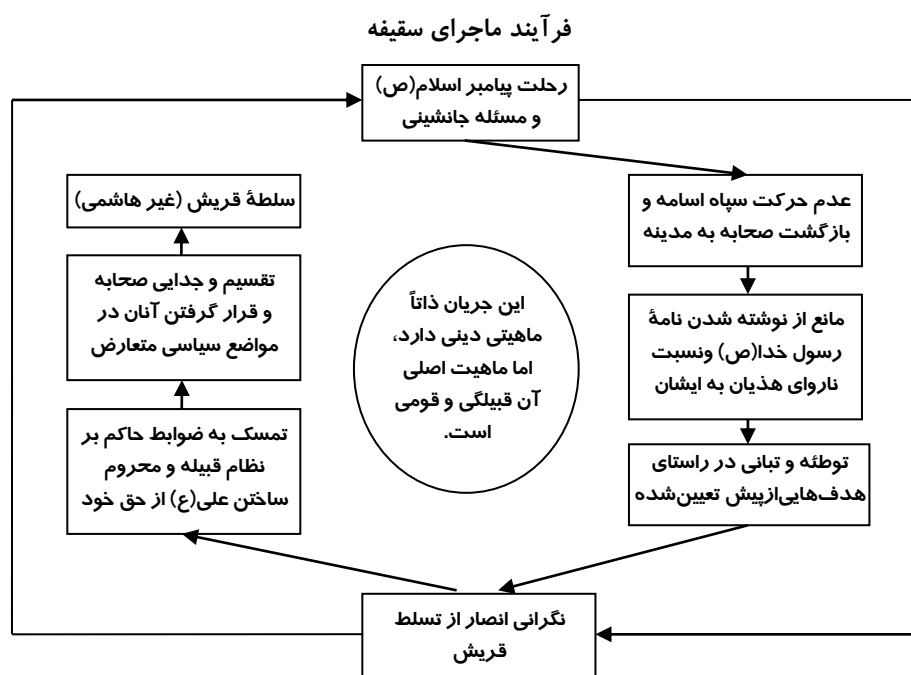 فرآیند ماجرای سقیفه
رحلت پیامبر اسلام(ص)
و مسئله جانشینی
عدم حرکت سپاه اسامه و
بازگشت صحابه به مدینه
مانع از نوشته شدن نامهٔ
رسول خدا(ص) ونسبت
ناروای هذیان به ایشان
توطئه و تبانی در راستای
هدف‌هایی‌ازپیش تعیین‌شده
نگرانی انصار از تسلط
قریش
تمسک به ضوابط حاکم بر
نظام قبیله و محروم
ساختن علی(ع) از حق خود
تقسیم و جدایی صحابه
و قرار گرفتن آنان در
مواضع سیاسی متعارض
سلطهٔ قریش (غیر هاشمی)
این جریان ذاتاً
ماهیتی دینی دارد،
اما ماهیت اصلی
آن قبیلگی و قومی
است.